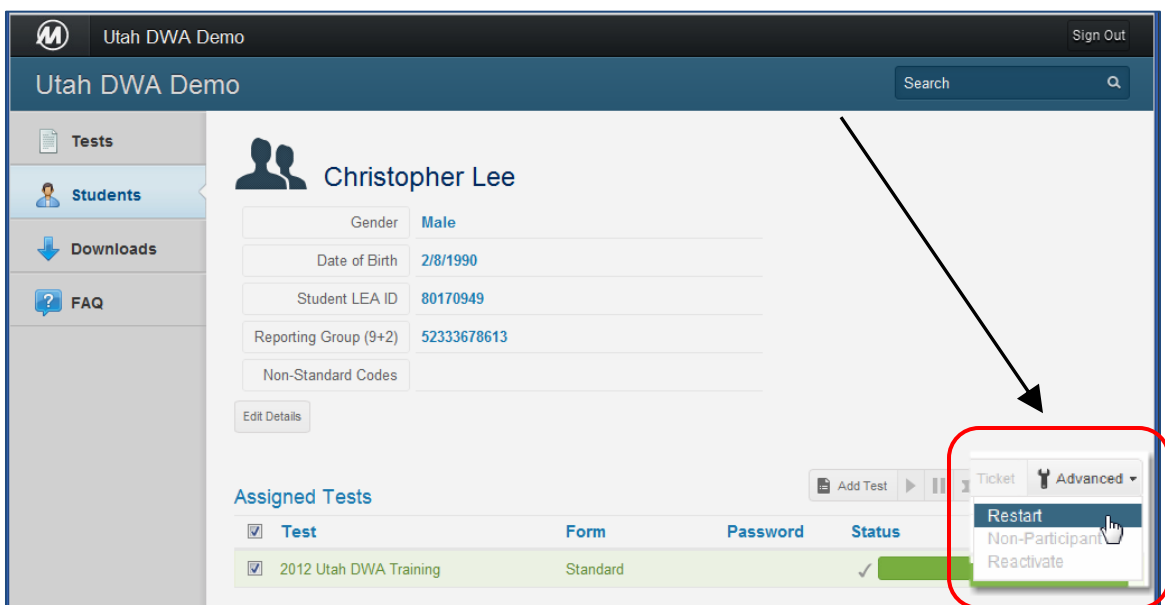 Utah DWA Demo
Sign Out
Utah DWA Demo
Search
Tests
Students
Downloads
FAQ
Christopher Lee
Gender Male
Date of Birth 2/8/1990
Student LEA ID 80170949
Reporting Group (9+2) 52333678613
Non-Standard Codes
Edit Details
Assigned Tests
Add Test
Ticket
Advanced
Restart
Non-Participant
Reactivate
Test Form Password Status
2012 Utah DWA Training Standard